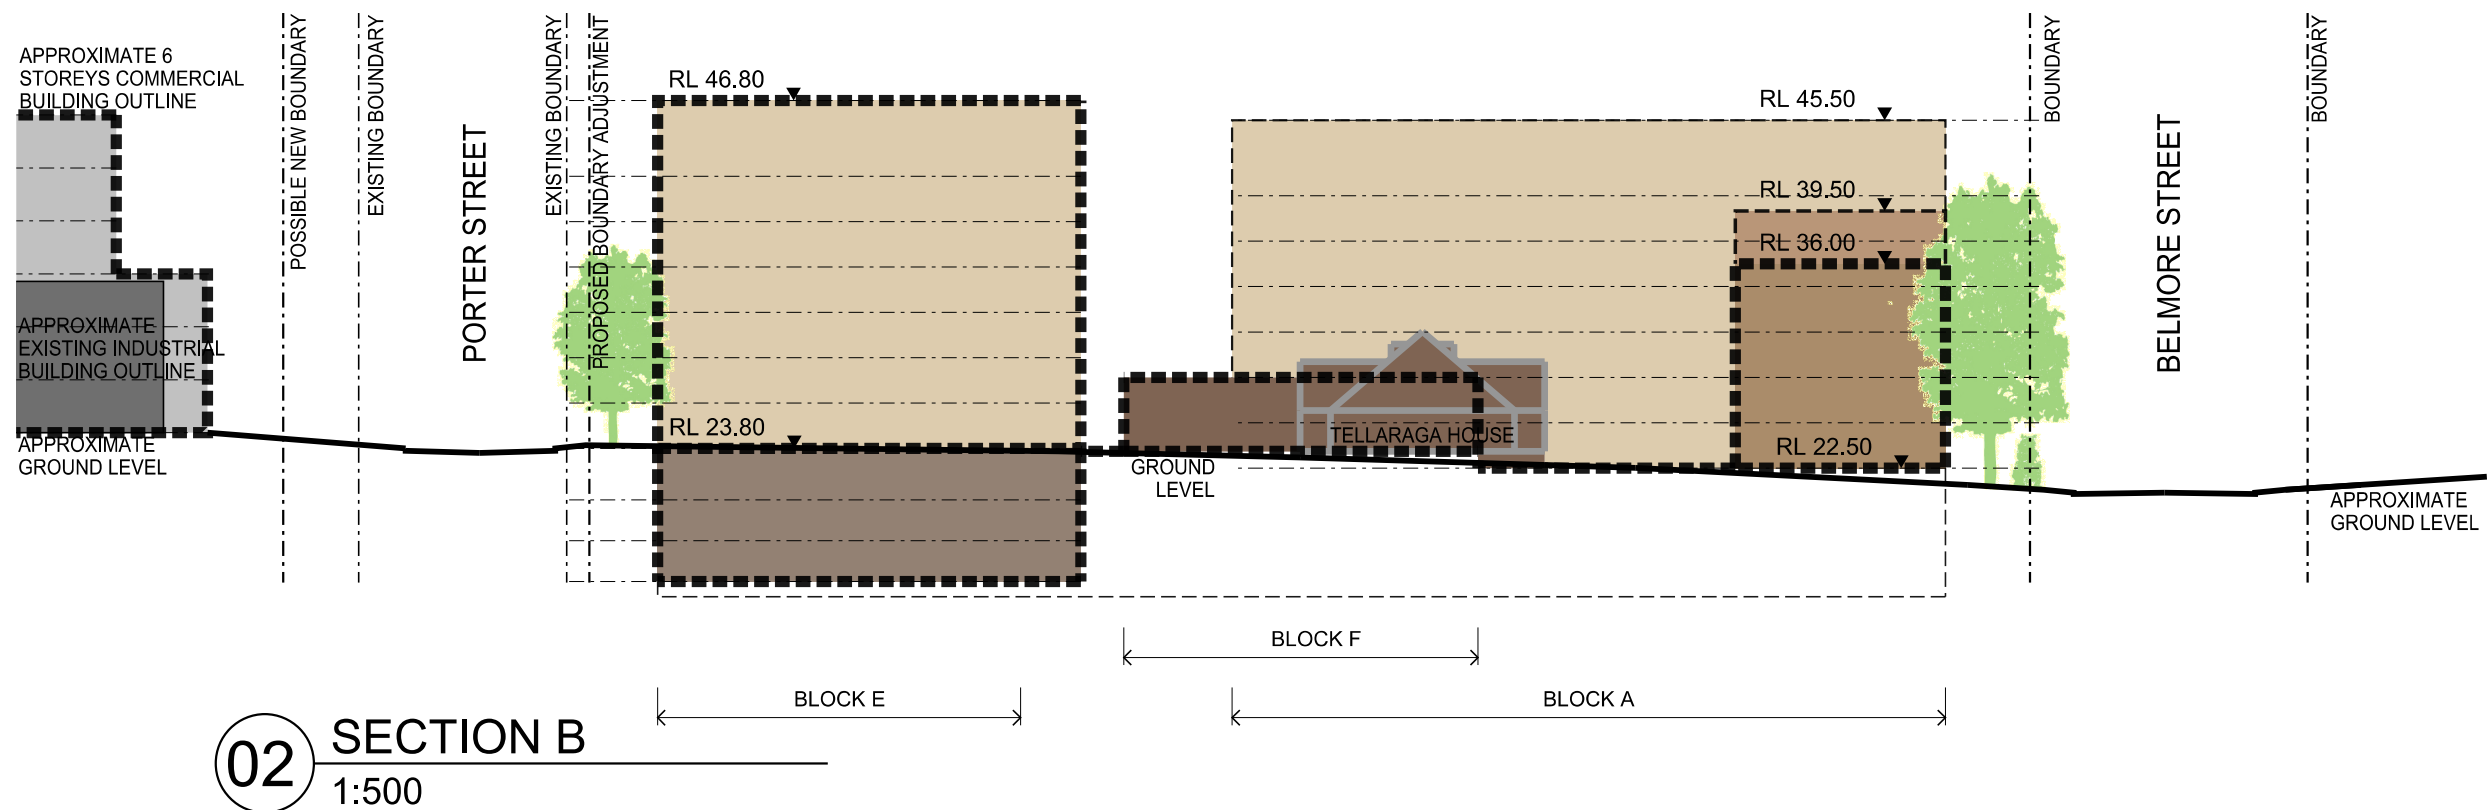 APPROXIMATE 6
STOREYS COMMERCIAL
BUILDING OUTLINE
POSSIBLE NEW BOUNDARY
EXISTING BOUNDARY
PORTER STREET
EXISTING BOUNDARY
PROPOSED BOUNDARY ADJUSTMENT
RL 46.80
RL 45.50
BOUNDARY
BELMORE STREET
BOUNDARY
RL 39.50
RL 36.00
APPROXIMATE
EXISTING INDUSTRIAL
BUILDING OUTLINE
RL 23.80
TELLARAGA HOUSE
RL 22.50
APPROXIMATE
GROUND LEVEL
GROUND
LEVEL
APPROXIMATE
GROUND LEVEL
BLOCK F
BLOCK E
BLOCK A
02
SECTION B
1:500